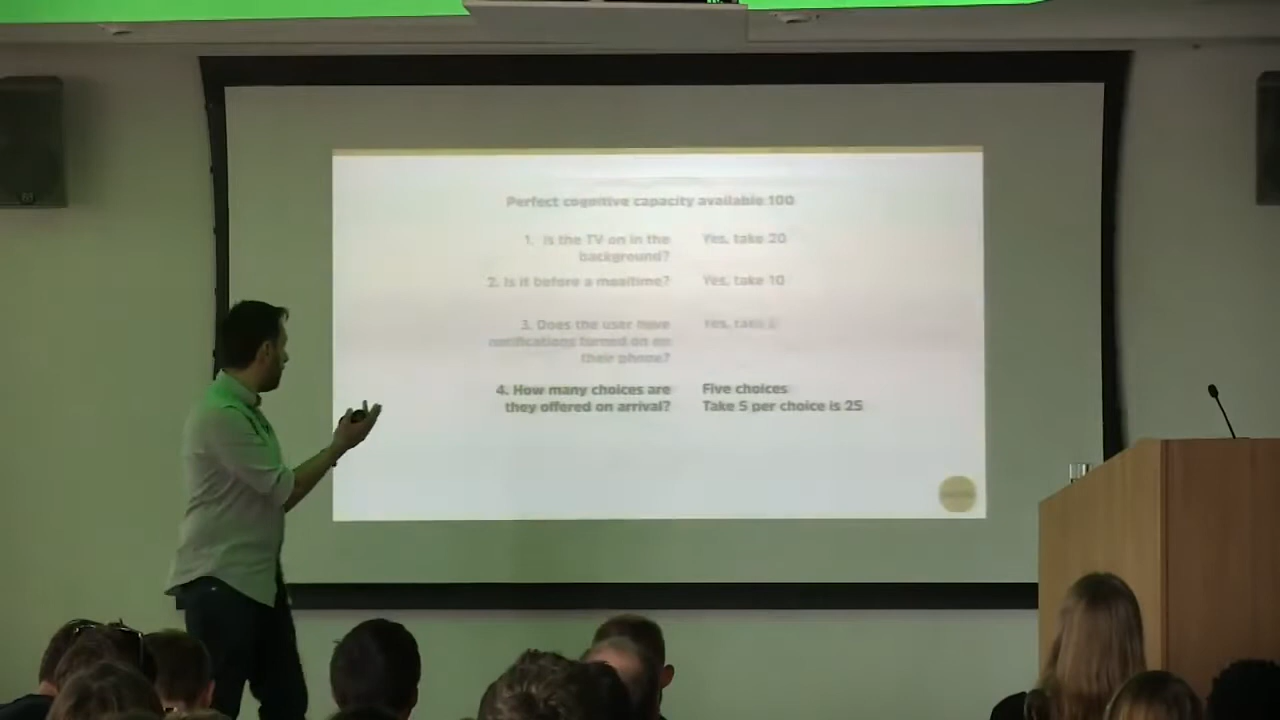 Perfect cognitive capacity available 100
1. Is the TV on in the Yes, take 20
background?
2. Is it before a mealtime? Yes, take 10
3. Does the user have Yes, take
notifications turned on on
their phone?
4. How many choices are Five choices
they offered on arrival? Take 5 per choice is 25